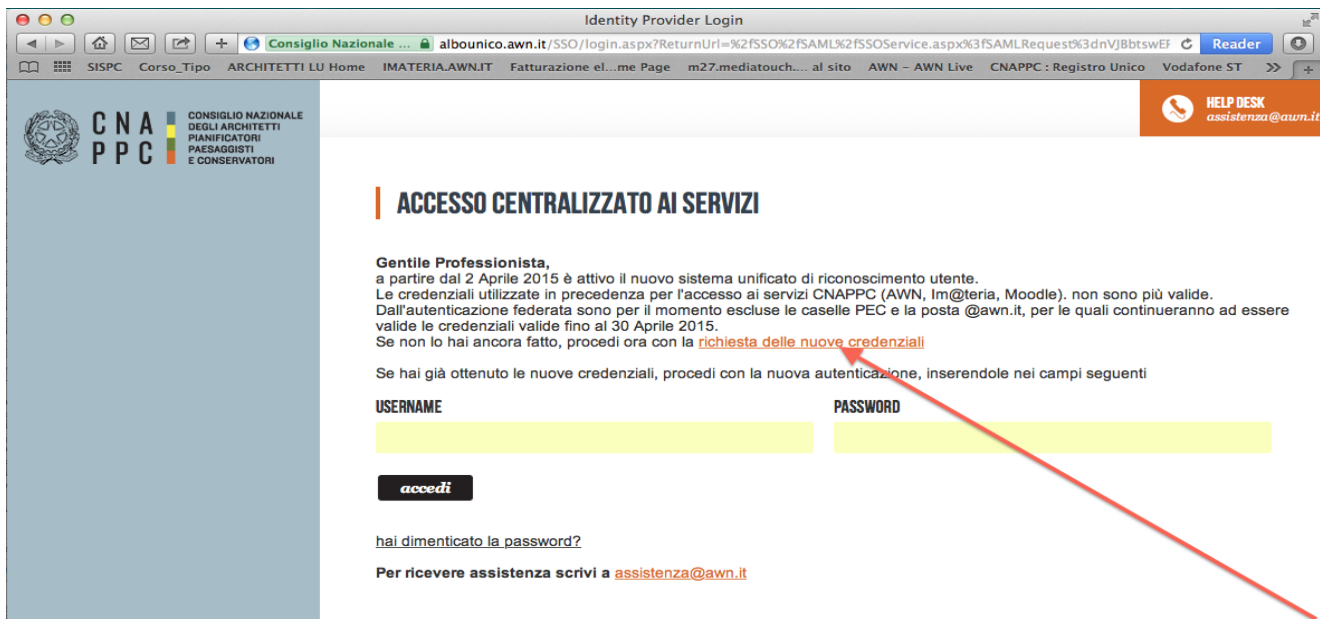 Identity Provider Login
Consiglio Nazionale ... albounico.awn.it/SSO/login.aspx?ReturnUrl=%2fSSO%2fSAML%2fSSOService.aspx%3fSAMLRequest%3dnVJBbtswEF
Reader
SISPC Corso_Tipo ARCHITETTI LU Home IMATERIA.AWN.IT Fatturazione el...me Page m27.mediatouch.... al sito AWN – AWN Live CNAPPC : Registro Unico Vodafone ST >> +
CNA
PPC
CONSIGLIO NAZIONALE
DEGLI ARCHITETTI
PIANIFICATORI
PAESAGGISTI
E CONSERVATORI
HELP DESK
assistenza@awn.it
ACCESSO CENTRALIZZATO AI SERVIZI
Gentile Professionista,
a partire dal 2 Aprile 2015 è attivo il nuovo sistema unificato di riconoscimento utente.
Le credenziali utilizzate in precedenza per l'accesso ai servizi CNAPPC (AWN, Im@teria, Moodle). non sono più valide.
Dall'autenticazione federata sono per il momento escluse le caselle PEC e la posta @awn.it, per le quali continueranno ad essere
valide le credenziali valide fino al 30 Aprile 2015.
Se non lo hai ancora fatto, procedi ora con la richiesta delle nuove credenziali
Se hai già ottenuto le nuove credenziali, procedi con la nuova autenticazione, inserendole nei campi seguenti
USERNAME PASSWORD
accedi
hai dimenticato la password?
Per ricevere assistenza scrivi a assistenza@awn.it